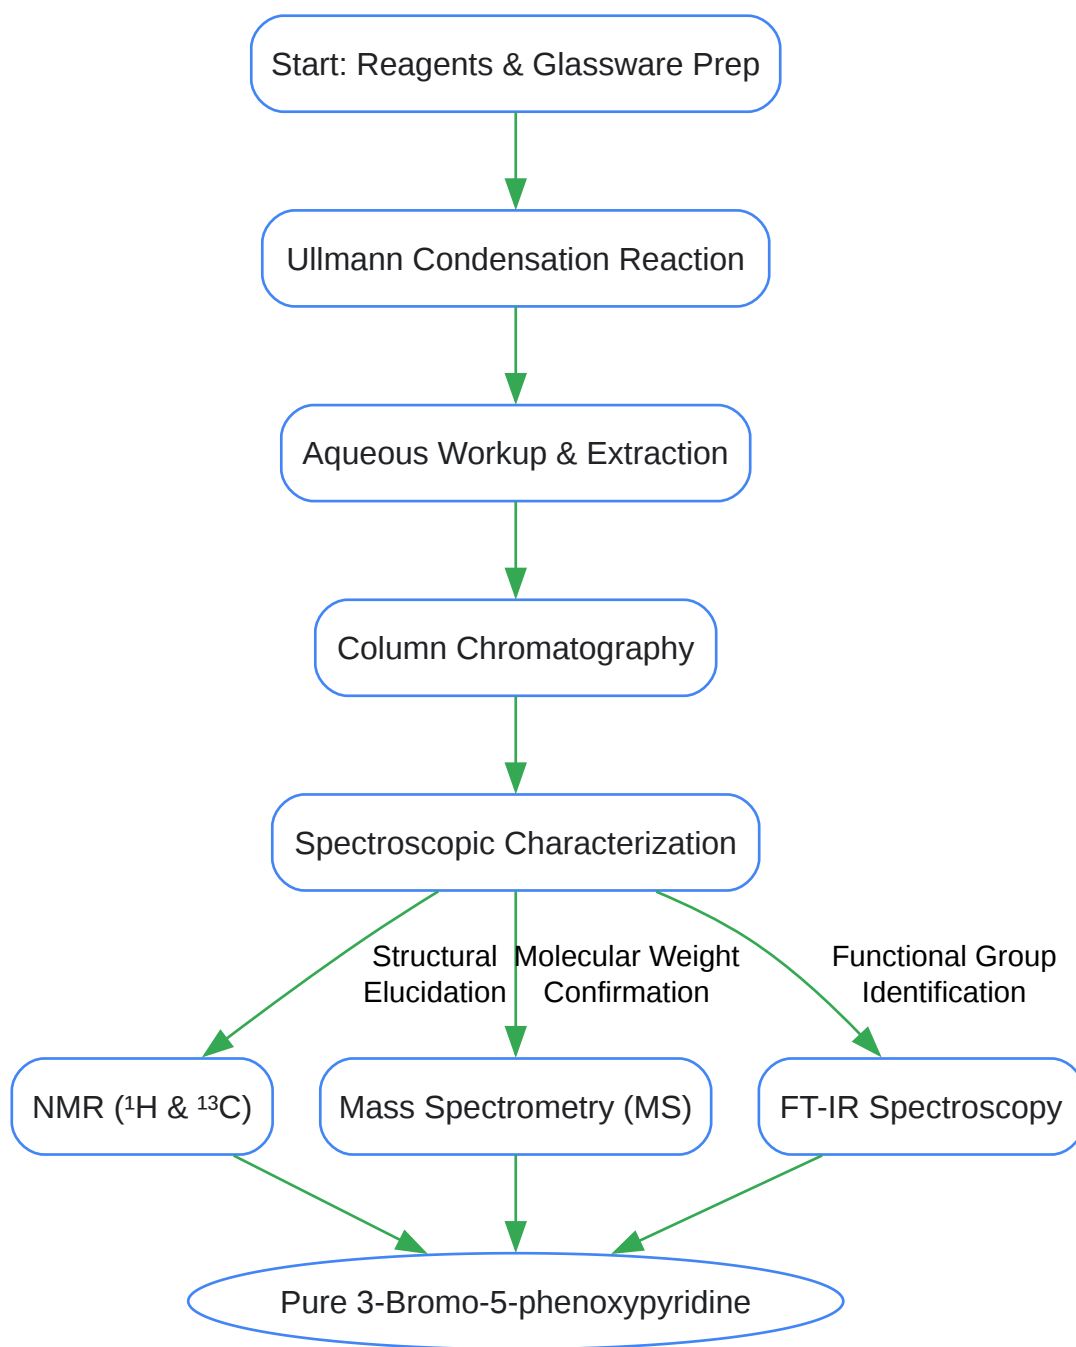 Start: Reagents & Glassware Prep
Ullmann Condensation Reaction
Aqueous Workup & Extraction
Column Chromatography
Spectroscopic Characterization
Structural
Elucidation
Molecular Weight
Confirmation
Functional Group
Identification
NMR (¹H & ¹³C)
Mass Spectrometry (MS)
FT-IR Spectroscopy
Pure 3-Bromo-5-phenoxypyridine